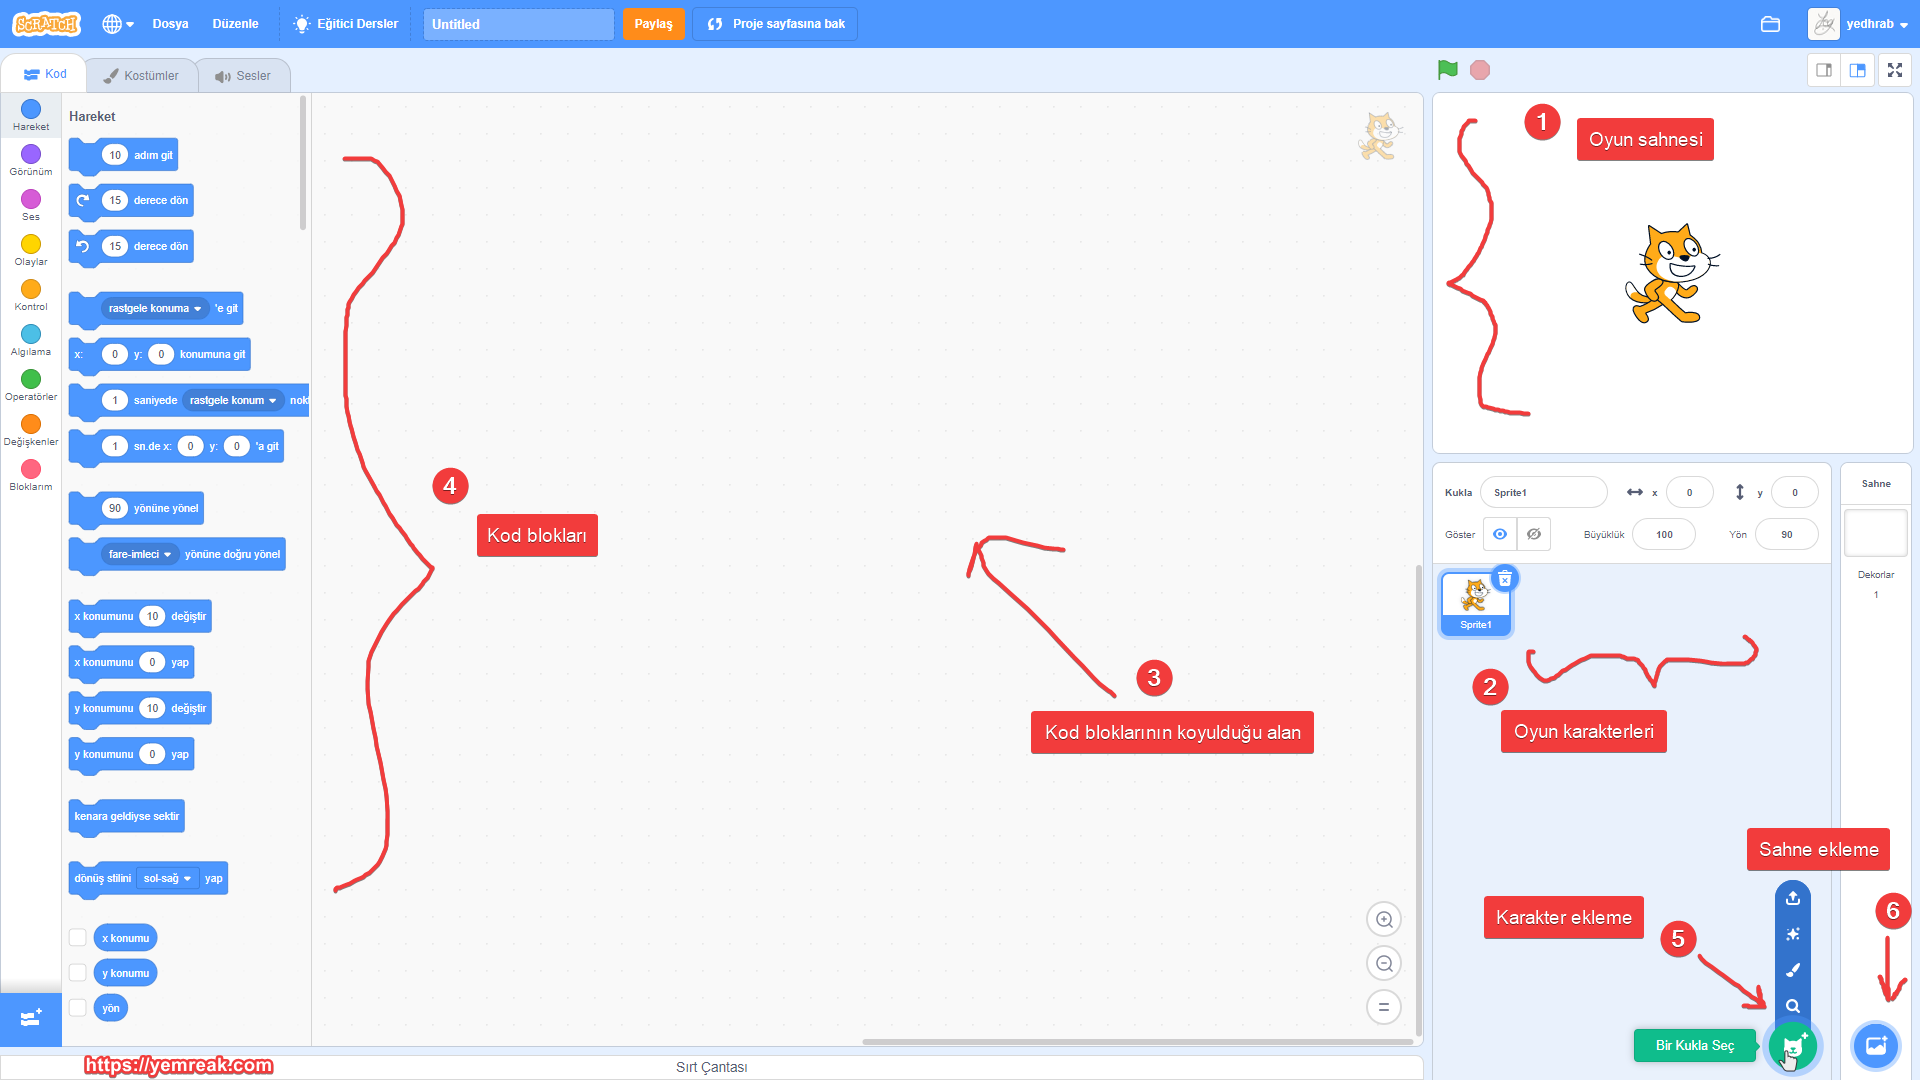 SCRATCH
Dosya
Düzenle
Eğitici Dersler
Untitled
Paylaş
Proje sayfasına bak
yedhrab
Kod
Kostümler
Sesler
Hareket
Görünüm
Ses
Olaylar
Kontrol
Algılama
Operatörler
Değişkenler
Bloklarım
Hareket
10 adım git
15 derece dön
15 derece dön
rastgele konuma 'e git
x: 0 y: 0 konumuna git
1 saniyede rastgele konum nokt
1 sn.de x: 0 y: 0 'a git
90 yönüne yönel
fare-imleci yönüne doğru yönel
x konumunu 10 değiştir
x konumunu 0 yap
y konumunu 10 değiştir
y konumunu 0 yap
kenara geldiyse sektir
dönüş stilini sol-sağ yap
x konumu
y konumu
yön
4
Kod blokları
3
Kod bloklarının koyulduğu alan
1
Oyun sahnesi
Kukla Sprite1 x 0 y 0
Göster Büyüklük 100 Yön 90
Sprite1
2
Oyun karakterleri
Sahne
Dekorlar
1
Sahne ekleme
6
Karakter ekleme
5
Bir Kukla Seç
Sırt Çantası
https://yemreak.com